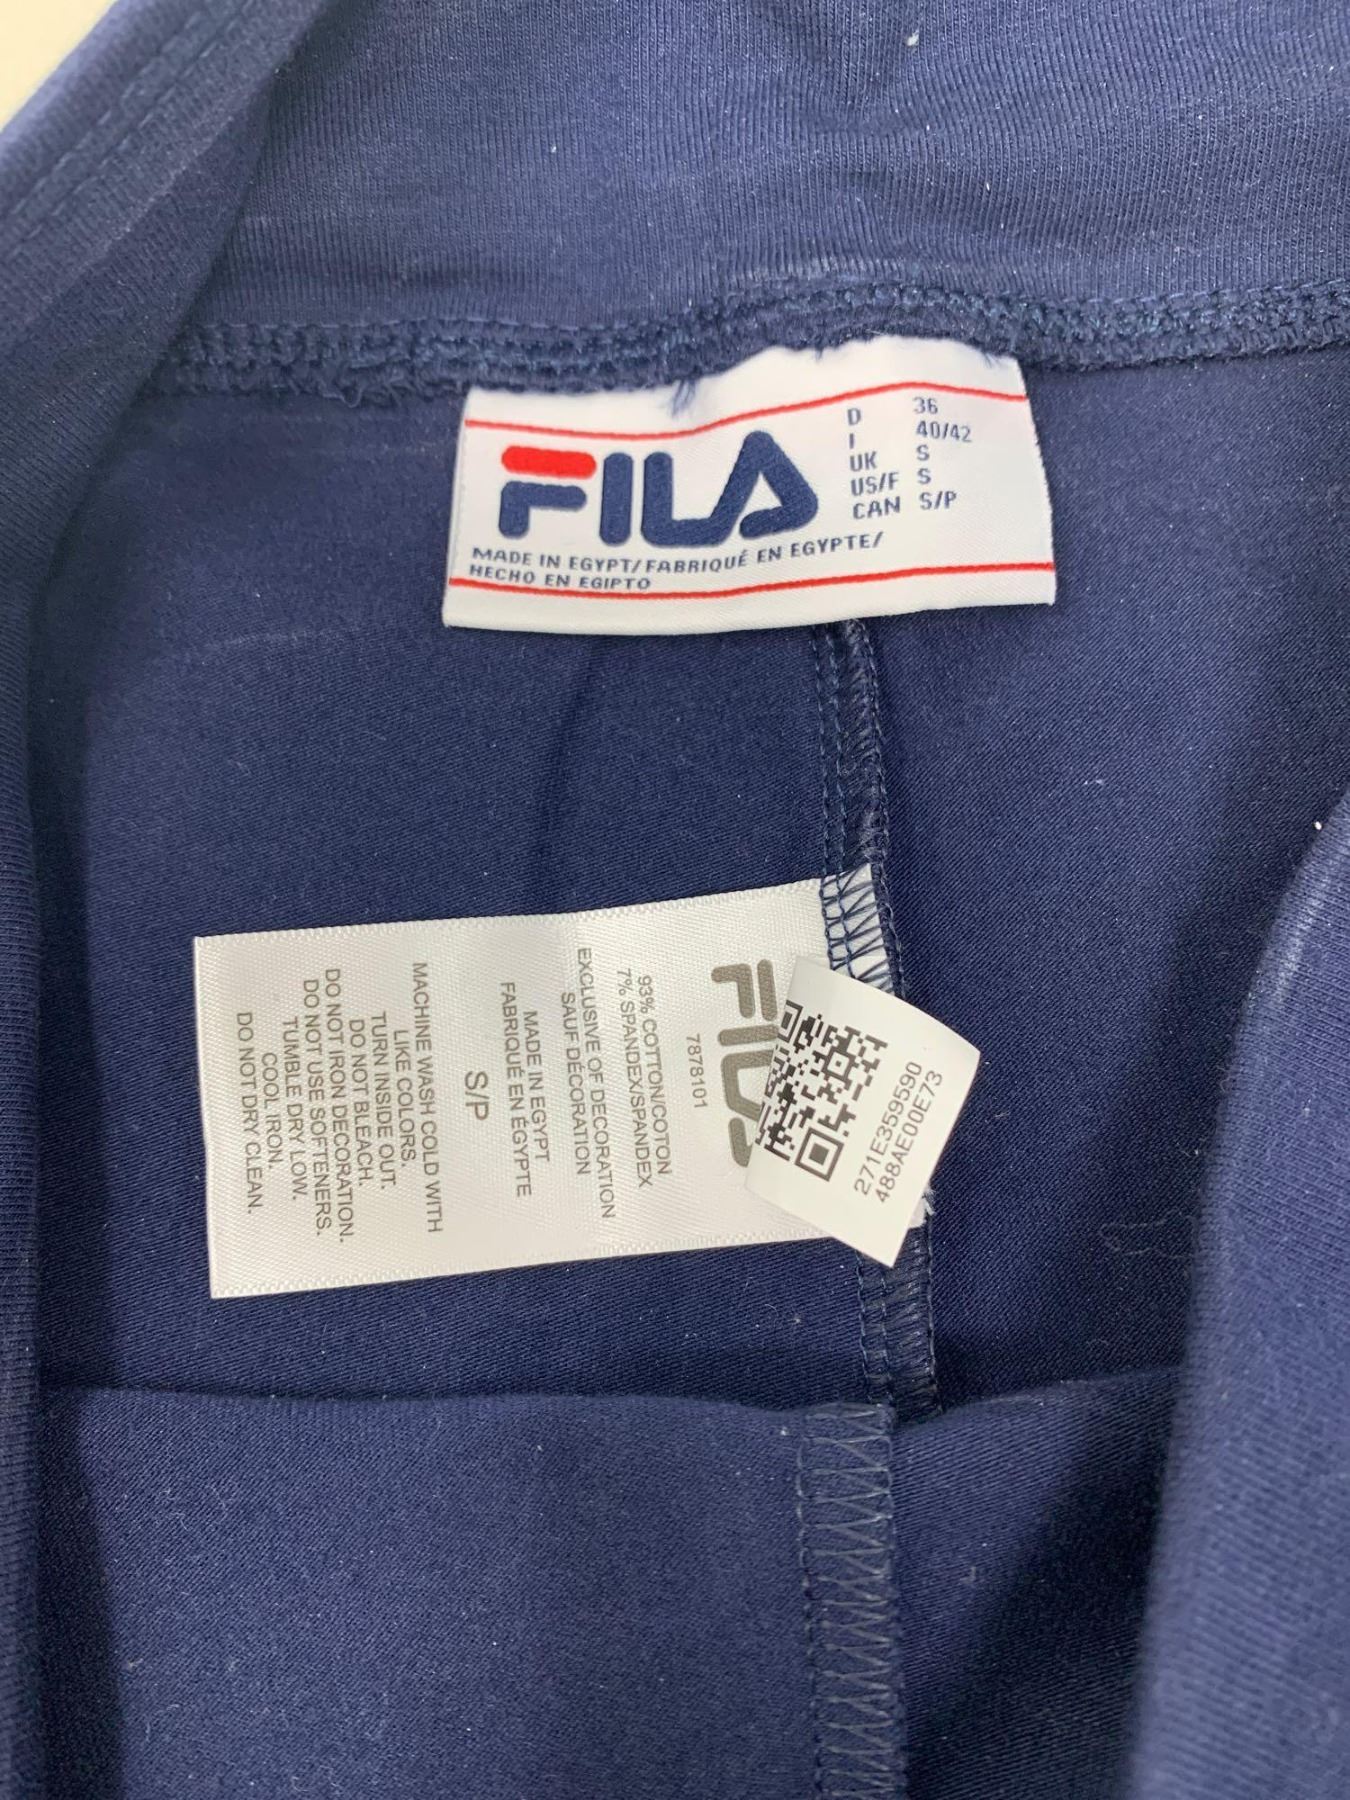 FILA
D 36
I 40/42
UK S
US/F S
CAN S/P
MADE IN EGYPT/FABRIQUÉ EN EGYPTE/
HECHO EN EGIPTO
FILA
7878101
93% COTTON/COTON
7% SPANDEX/SPANDEX
EXCLUSIVE OF DECORATION
SAUF DÉCORATION
MADE IN EGYPT
FABRIQUÉ EN ÉGYPTE
S/P
MACHINE WASH COLD WITH
LIKE COLORS.
TURN INSIDE OUT.
DO NOT BLEACH.
DO NOT IRON DECORATION.
DO NOT USE SOFTENERS.
TUMBLE DRY LOW.
COOL IRON.
DO NOT DRY CLEAN.
271E359590
488AE00E73